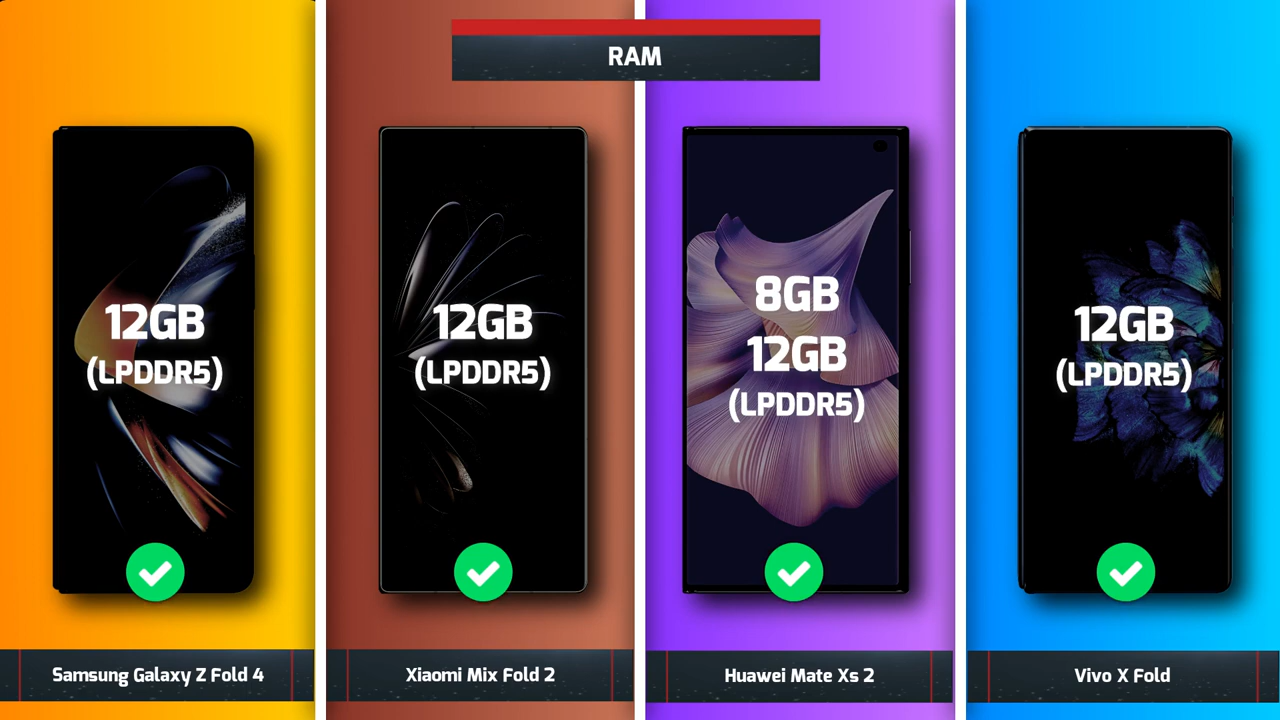 RAM
12GB
(LPDDR5)
12GB
(LPDDR5)
8GB
12GB
(LPDDR5)
12GB
(LPDDR5)
Samsung Galaxy Z Fold 4
Xiaomi Mix Fold 2
Huawei Mate Xs 2
Vivo X Fold